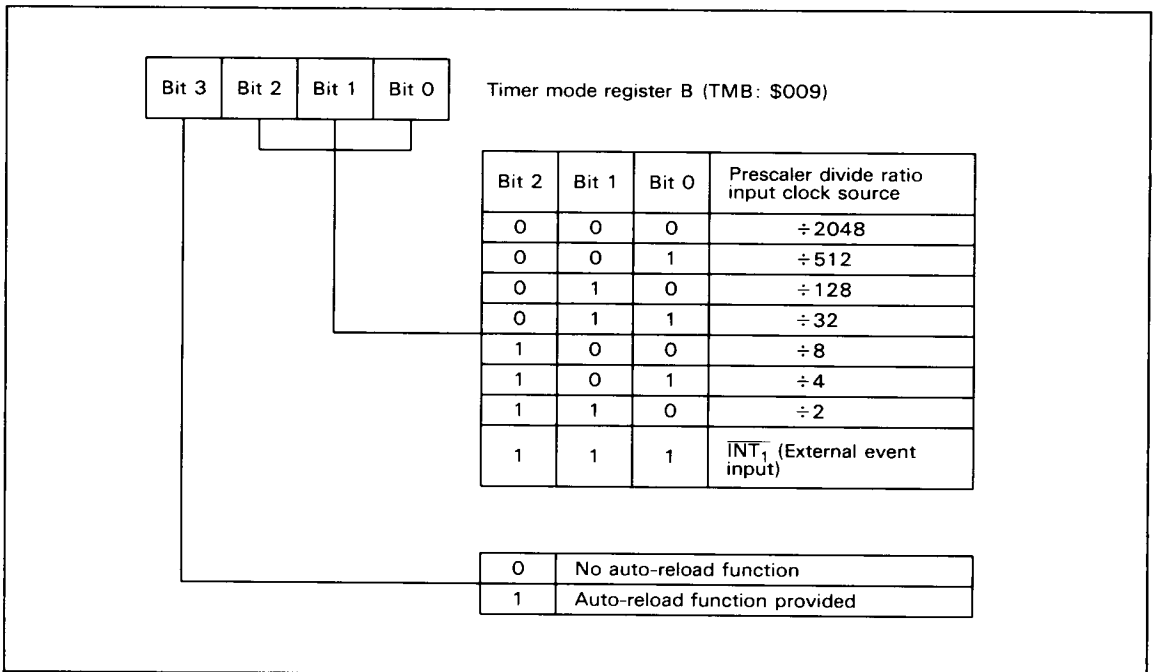 Bit 3 Bit 2 Bit 1 Bit 0 Timer mode register B (TMB: $009)
Bit 2 Bit 1 Bit 0 Prescaler divide ratio
input clock source
0 0 0 ÷2048
0 0 1 ÷512
0 1 0 ÷128
0 1 1 ÷32
1 0 0 ÷8
1 0 1 ÷4
1 1 0 ÷2
1 1 1 I̅N̅T̅₁ (External event
input)
0 No auto-reload function
1 Auto-reload function provided